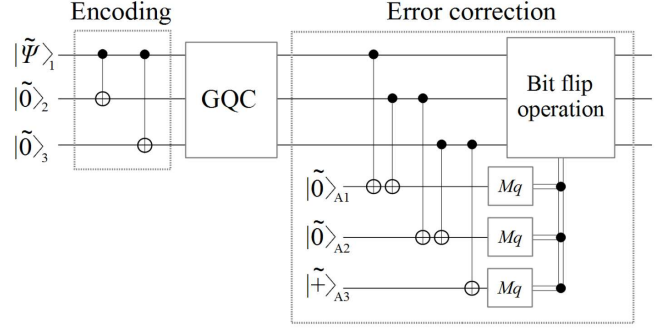 Encoding
Error correction
|Ψ̃⟩₁
|0̃⟩₂
|0̃⟩₃
GQC
Bit flip
operation
|0̃⟩A1
Mq
|0̃⟩A2
Mq
|+̃⟩A3
Mq